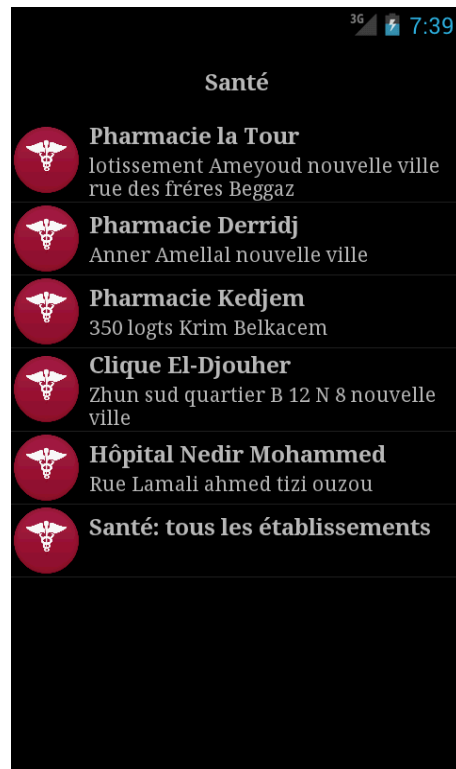 3G 7:39
Santé
Pharmacie la Tour
lotissement Ameyoud nouvelle ville
rue des fréres Beggaz
Pharmacie Derridj
Anner Amellal nouvelle ville
Pharmacie Kedjem
350 logts Krim Belkacem
Clique El-Djouher
Zhun sud quartier B 12 N 8 nouvelle
ville
Hôpital Nedir Mohammed
Rue Lamali ahmed tizi ouzou
Santé: tous les établissements